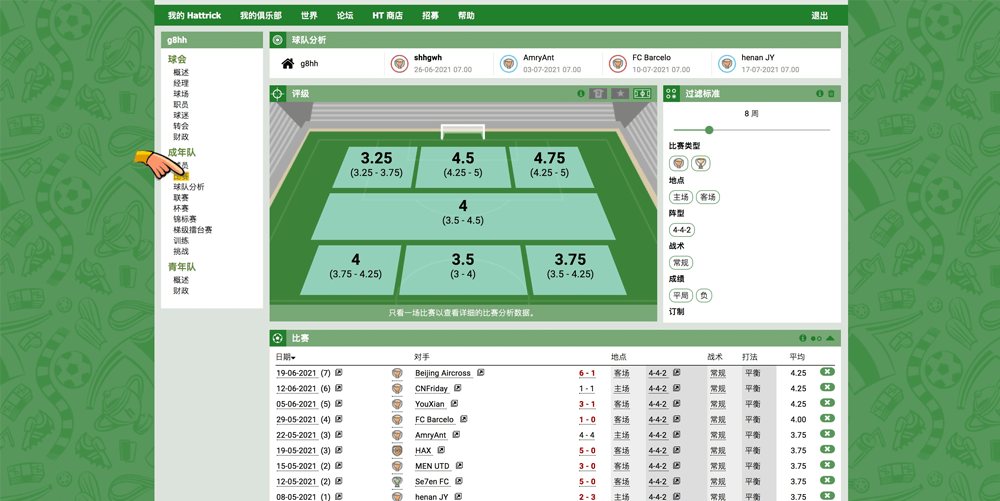 我的 Hattrick 我的俱乐部 世界 论坛 HT 商店 招募 帮助 退出
g8hh
球会
概述
经理
球场
职员
球迷
转会
财政
成年队
球队分析
联赛
杯赛
锦标赛
梯级擂台赛
训练
挑战
青年队
概述
财政
球队分析
g8hh
shhgwh
26-06-2021 07.00
AmryAnt
03-07-2021 07.00
FC Barcelo
10-07-2021 07.00
henan JY
17-07-2021 07.00
评级
3.25
(3.25 - 3.75)
4.5
(4.25 - 5)
4.75
(4.25 - 5)
4
(3.5 - 4.5)
4
(3.75 - 4.25)
3.5
(3 - 4)
3.75
(3.5 - 4.25)
只看一场比赛以查看详细的比赛分析数据。
过滤标准
8 周
比赛类型
地点
主场 客场
阵型
4-4-2
战术
常规
成绩
平局 负
订制
比赛
日期 对手 地点 战术 打法 平均
19-06-2021 (7) Beijing Aircross 6 - 1 客场 4-4-2 常规 平衡 4.25
12-06-2021 (6) CNFriday 1 - 1 主场 4-4-2 常规 平衡 4.25
05-06-2021 (5) YouXian 3 - 1 客场 4-4-2 常规 平衡 4.25
29-05-2021 (4) FC Barcelo 1 - 0 客场 4-4-2 常规 平衡 4.00
22-05-2021 (3) AmryAnt 4 - 4 主场 4-4-2 常规 平衡 3.75
19-05-2021 (3) HAX 5 - 0 客场 4-4-2 常规 平衡 3.75
15-05-2021 (2) MEN UTD 3 - 0 客场 4-4-2 常规 平衡 3.75
12-05-2021 (2) Se7en FC 5 - 0 客场 4-4-2 常规 平衡 3.75
08-05-2021 (1) henan JY 2 - 3 主场 4-4-2 常规 平衡 3.75